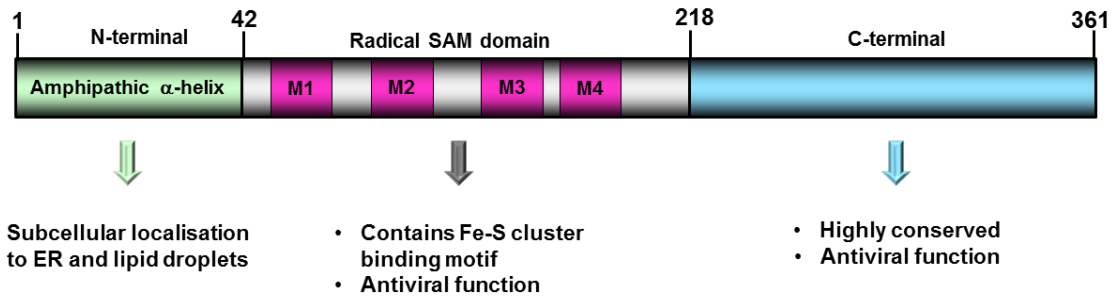 1
42
218
361
N-terminal
Radical SAM domain
C-terminal
Amphipathic α-helix
M1
M2
M3
M4
Subcellular localisation
to ER and lipid droplets
• Contains Fe-S cluster
binding motif
• Antiviral function
• Highly conserved
• Antiviral function